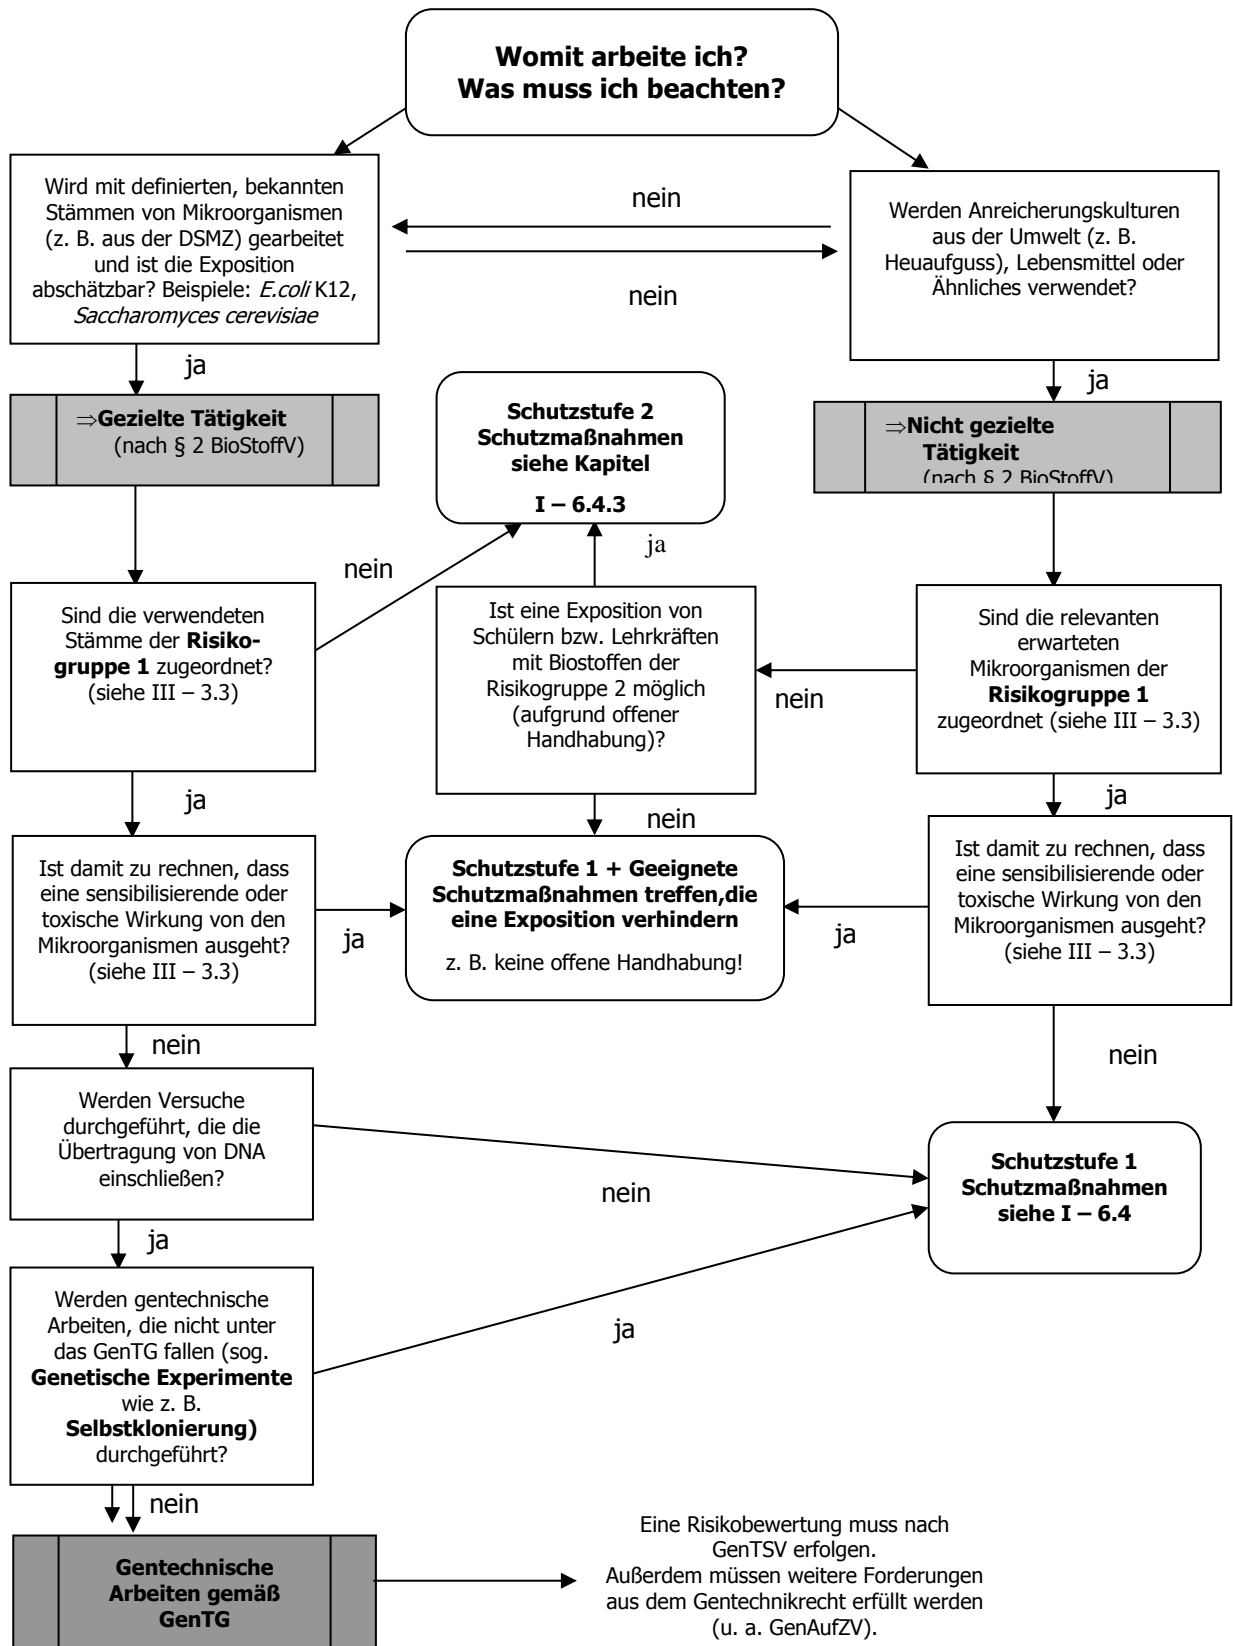 Womit arbeite ich?
Was muss ich beachten?
Wird mit definierten, bekannten
Stämmen von Mikroorganismen
(z. B. aus der DSMZ) gearbeitet
und ist die Exposition
abschätzbar? Beispiele: E.coli K12,
Saccharomyces cerevisiae
nein
nein
Werden Anreicherungskulturen
aus der Umwelt (z. B.
Heuaufguss), Lebensmittel oder
Ähnliches verwendet?
ja
ja
⇒Gezielte Tätigkeit
(nach § 2 BioStoffV)
Schutzstufe 2
Schutzmaßnahmen
siehe Kapitel
I – 6.4.3
⇒Nicht gezielte
Tätigkeit
(nach § 2 BioStoffV)
nein
ja
Sind die verwendeten
Stämme der Risiko-
gruppe 1 zugeordnet?
(siehe III – 3.3)
Ist eine Exposition von
Schülern bzw. Lehrkräften
mit Biostoffen der
Risikogruppe 2 möglich
(aufgrund offener
Handhabung)?
nein
Sind die relevanten
erwarteten
Mikroorganismen der
Risikogruppe 1
zugeordnet (siehe III – 3.3)
ja
nein
ja
Ist damit zu rechnen, dass
eine sensibilisierende oder
toxische Wirkung von den
Mikroorganismen ausgeht?
(siehe III – 3.3)
ja
Schutzstufe 1 + Geeignete
Schutzmaßnahmen treffen,die
eine Exposition verhindern
z. B. keine offene Handhabung!
ja
Ist damit zu rechnen, dass
eine sensibilisierende oder
toxische Wirkung von den
Mikroorganismen ausgeht?
(siehe III – 3.3)
nein
nein
Werden Versuche
durchgeführt, die die
Übertragung von DNA
einschließen?
nein
Schutzstufe 1
Schutzmaßnahmen
siehe I – 6.4
ja
Werden gentechnische
Arbeiten, die nicht unter
das GenTG fallen (sog.
Genetische Experimente
wie z. B.
Selbstklonierung)
durchgeführt?
ja
nein
Gentechnische
Arbeiten gemäß
GenTG
Eine Risikobewertung muss nach
GenTSV erfolgen.
Außerdem müssen weitere Forderungen
aus dem Gentechnikrecht erfüllt werden
(u. a. GenAufZV).